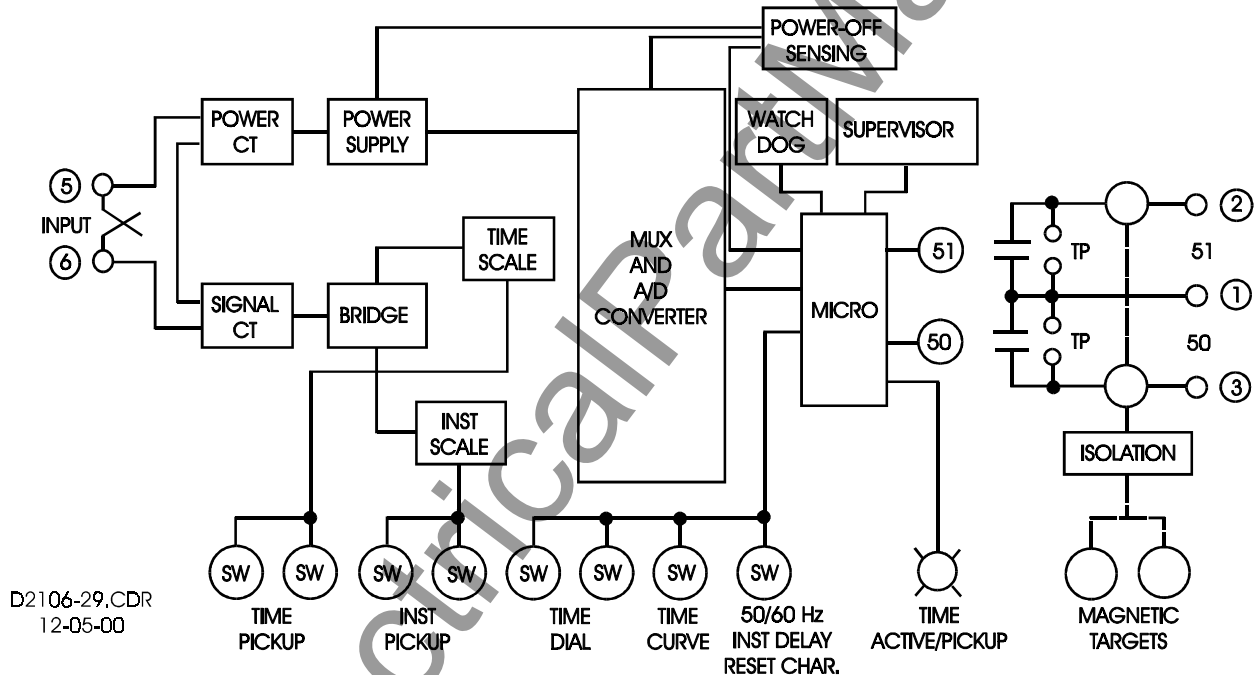 POWER-OFF
SENSING
POWER
CT
POWER
SUPPLY
WATCH
DOG
SUPERVISOR
5
INPUT
6
2
TP
51
TIME
SCALE
MUX
AND
A/D
CONVERTER
51
1
SIGNAL
CT
BRIDGE
MICRO
50
TP
50
3
INST
SCALE
ISOLATION
SW
SW
SW
SW
SW
SW
SW
SW
D2106-29.CDR
12-05-00
TIME
PICKUP
INST
PICKUP
TIME
DIAL
TIME
CURVE
50/60 Hz
INST DELAY
RESET CHAR.
TIME
ACTIVE/PICKUP
MAGNETIC
TARGETS
ctricalPartMa